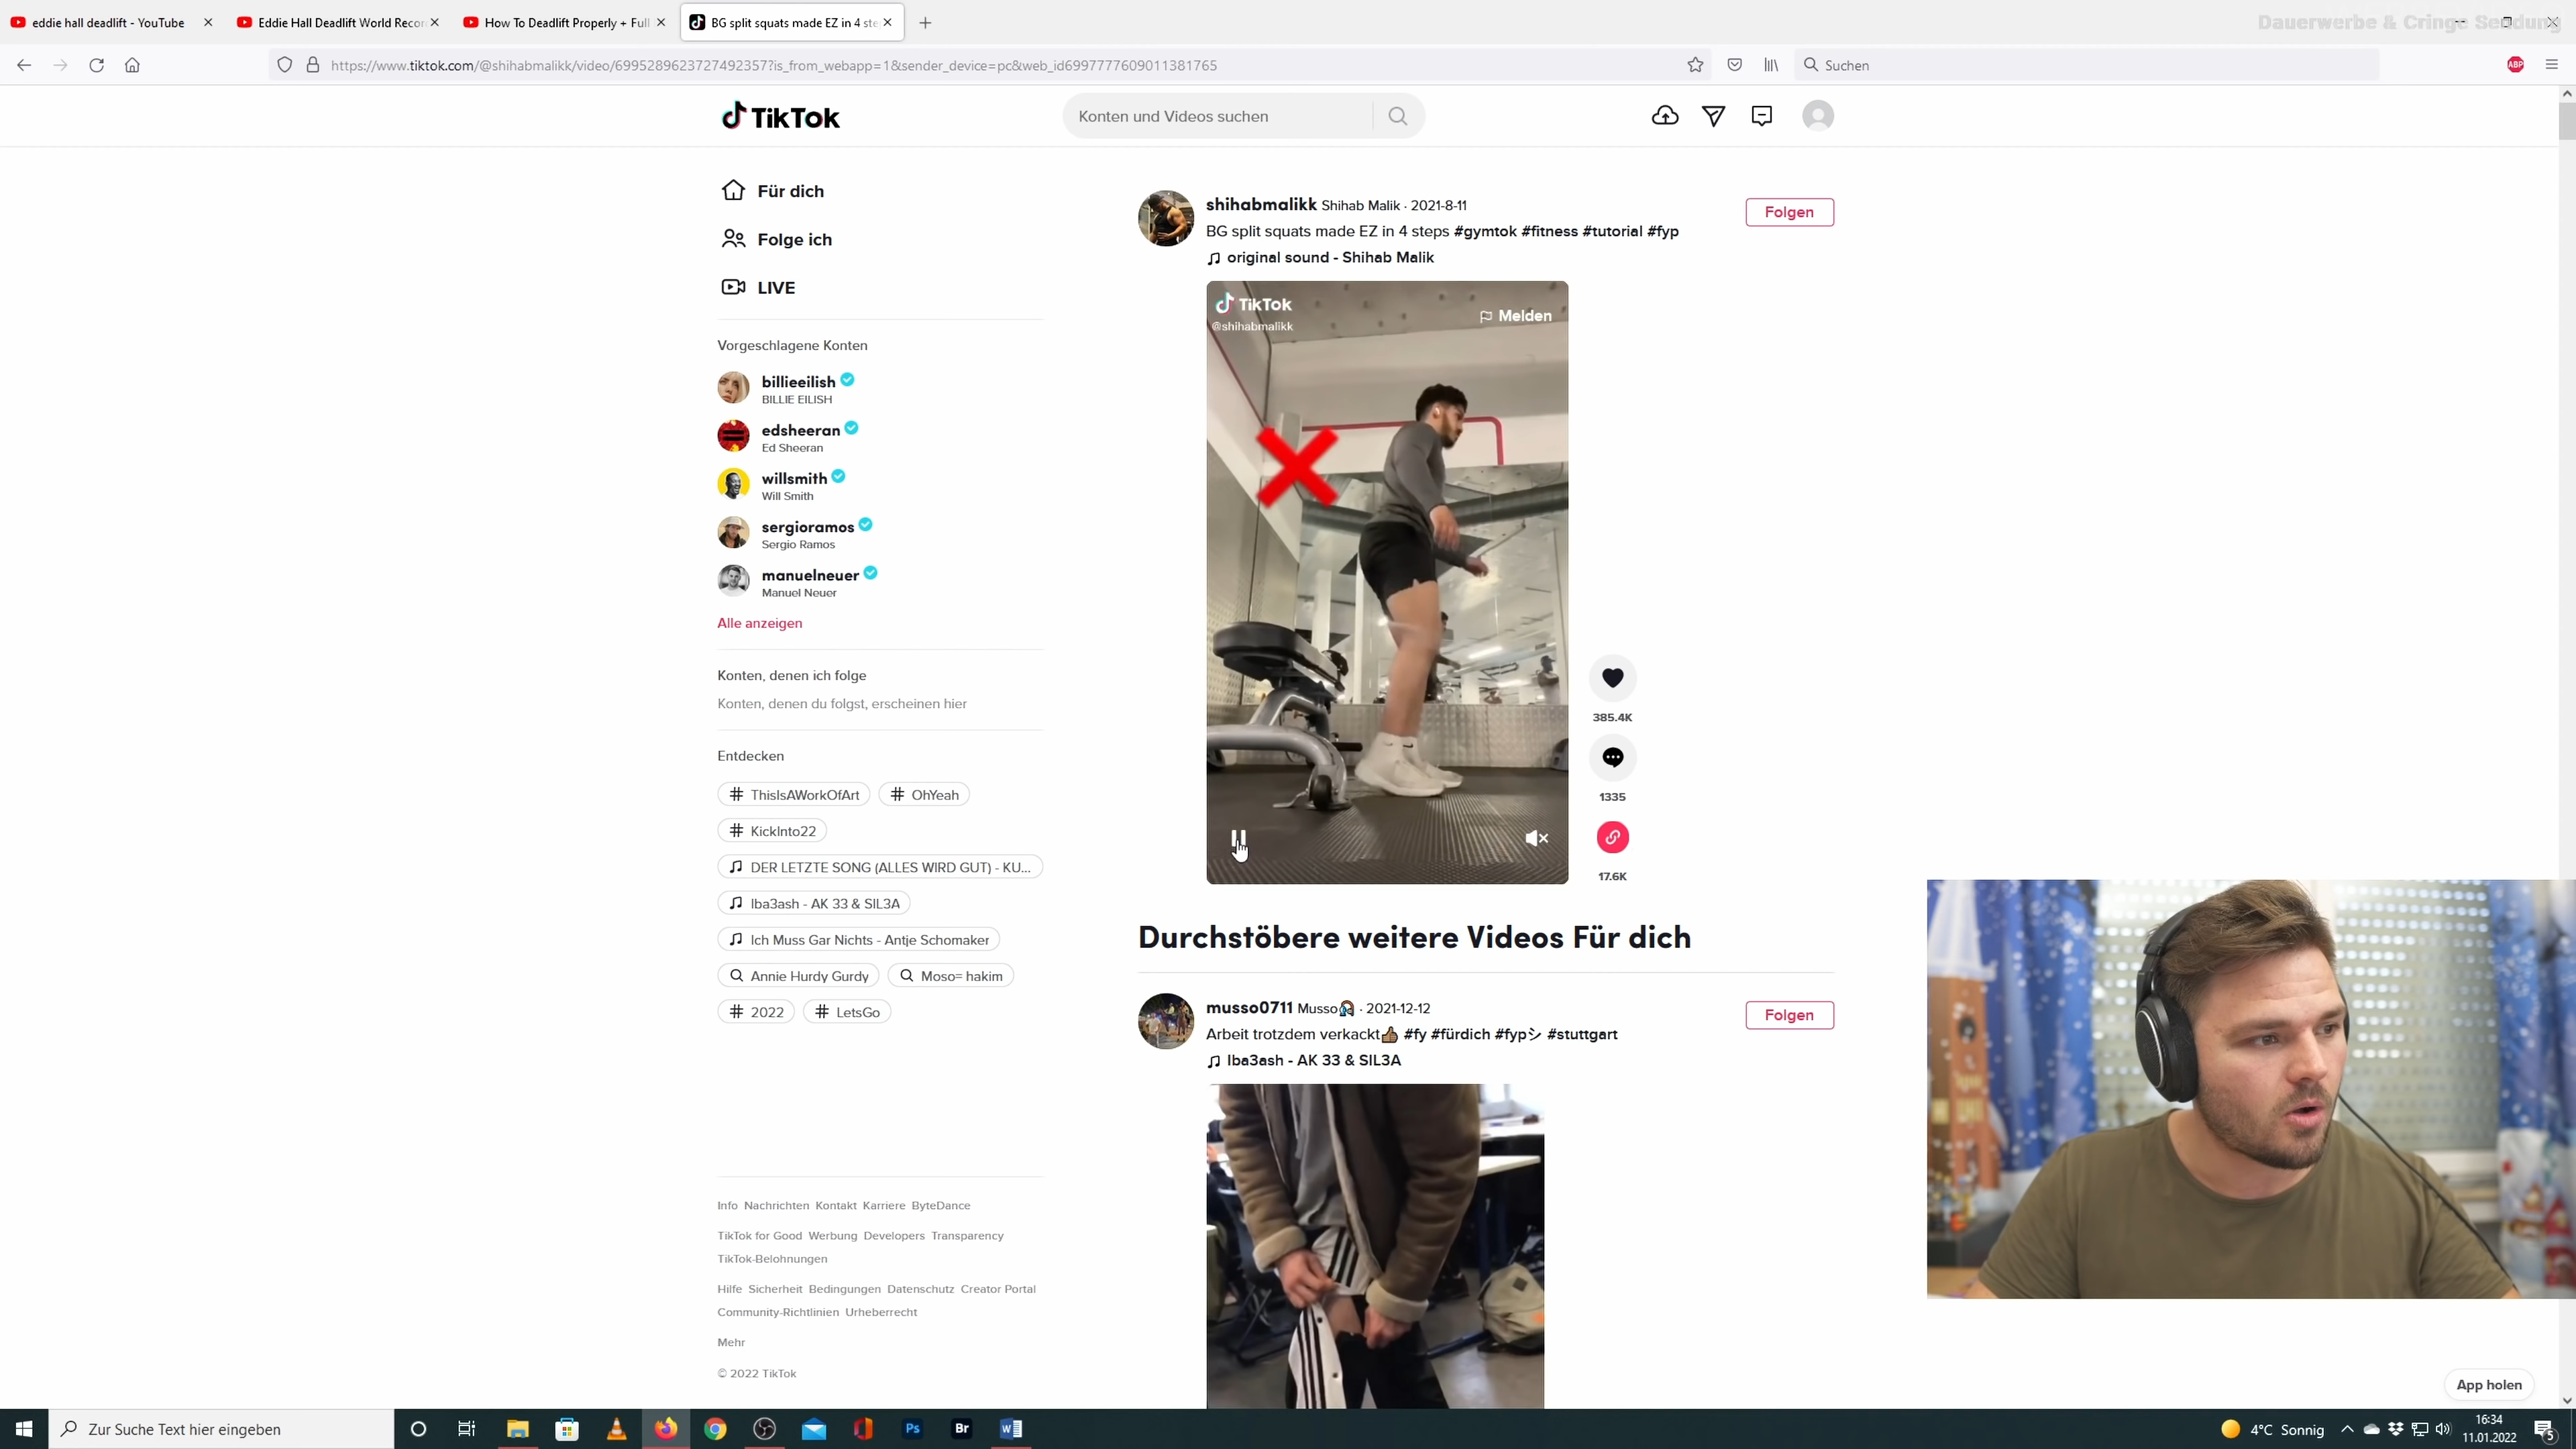 eddie hall deadlift - YouTube
Eddie Hall Deadlift World Recor
How To Deadlift Properly + Full
BG split squats made EZ in 4 ste
Dauerwerbe & Cringe Sendung
https://www.tiktok.com/@shihabmalikk/video/6995289623727492357?is_from_webapp=1&sender_device=pc&web_id6997777609011381765
Suchen
ABP
TikTok
Konten und Videos suchen
Für dich
Folge ich
LIVE
Vorgeschlagene Konten
billieeilish
BILLIE EILISH
edsheeran
Ed Sheeran
willsmith
Will Smith
sergioramos
Sergio Ramos
manuelneuer
Manuel Neuer
Alle anzeigen
Konten, denen ich folge
Konten, denen du folgst, erscheinen hier
Entdecken
# ThisIsAWorkOfArt
# OhYeah
# KickInto22
DER LETZTE SONG (ALLES WIRD GUT) - KU...
Iba3ash - AK 33 & SIL3A
Ich Muss Gar Nichts - Antje Schomaker
Annie Hurdy Gurdy
Moso= hakim
# 2022
# LetsGo
Info Nachrichten Kontakt Karriere ByteDance
TikTok for Good Werbung Developers Transparency
TikTok-Belohnungen
Hilfe Sicherheit Bedingungen Datenschutz Creator Portal
Community-Richtlinien Urheberrecht
Mehr
© 2022 TikTok
shihabmalikk Shihab Malik · 2021-8-11
Folgen
BG split squats made EZ in 4 steps #gymtok #fitness #tutorial #fyp
original sound - Shihab Malik
TikTok
@shihabmalikk
Melden
385.4K
1335
17.6K
Durchstöbere weitere Videos Für dich
musso0711 Musso · 2021-12-12
Folgen
Arbeit trotzdem verkackt👍🏾 #fy #fürdich #fypシ #stuttgart
Iba3ash - AK 33 & SIL3A
App holen
Zur Suche Text hier eingeben
Ps
Br
4°C Sonnig
16:34
11.01.2022
5